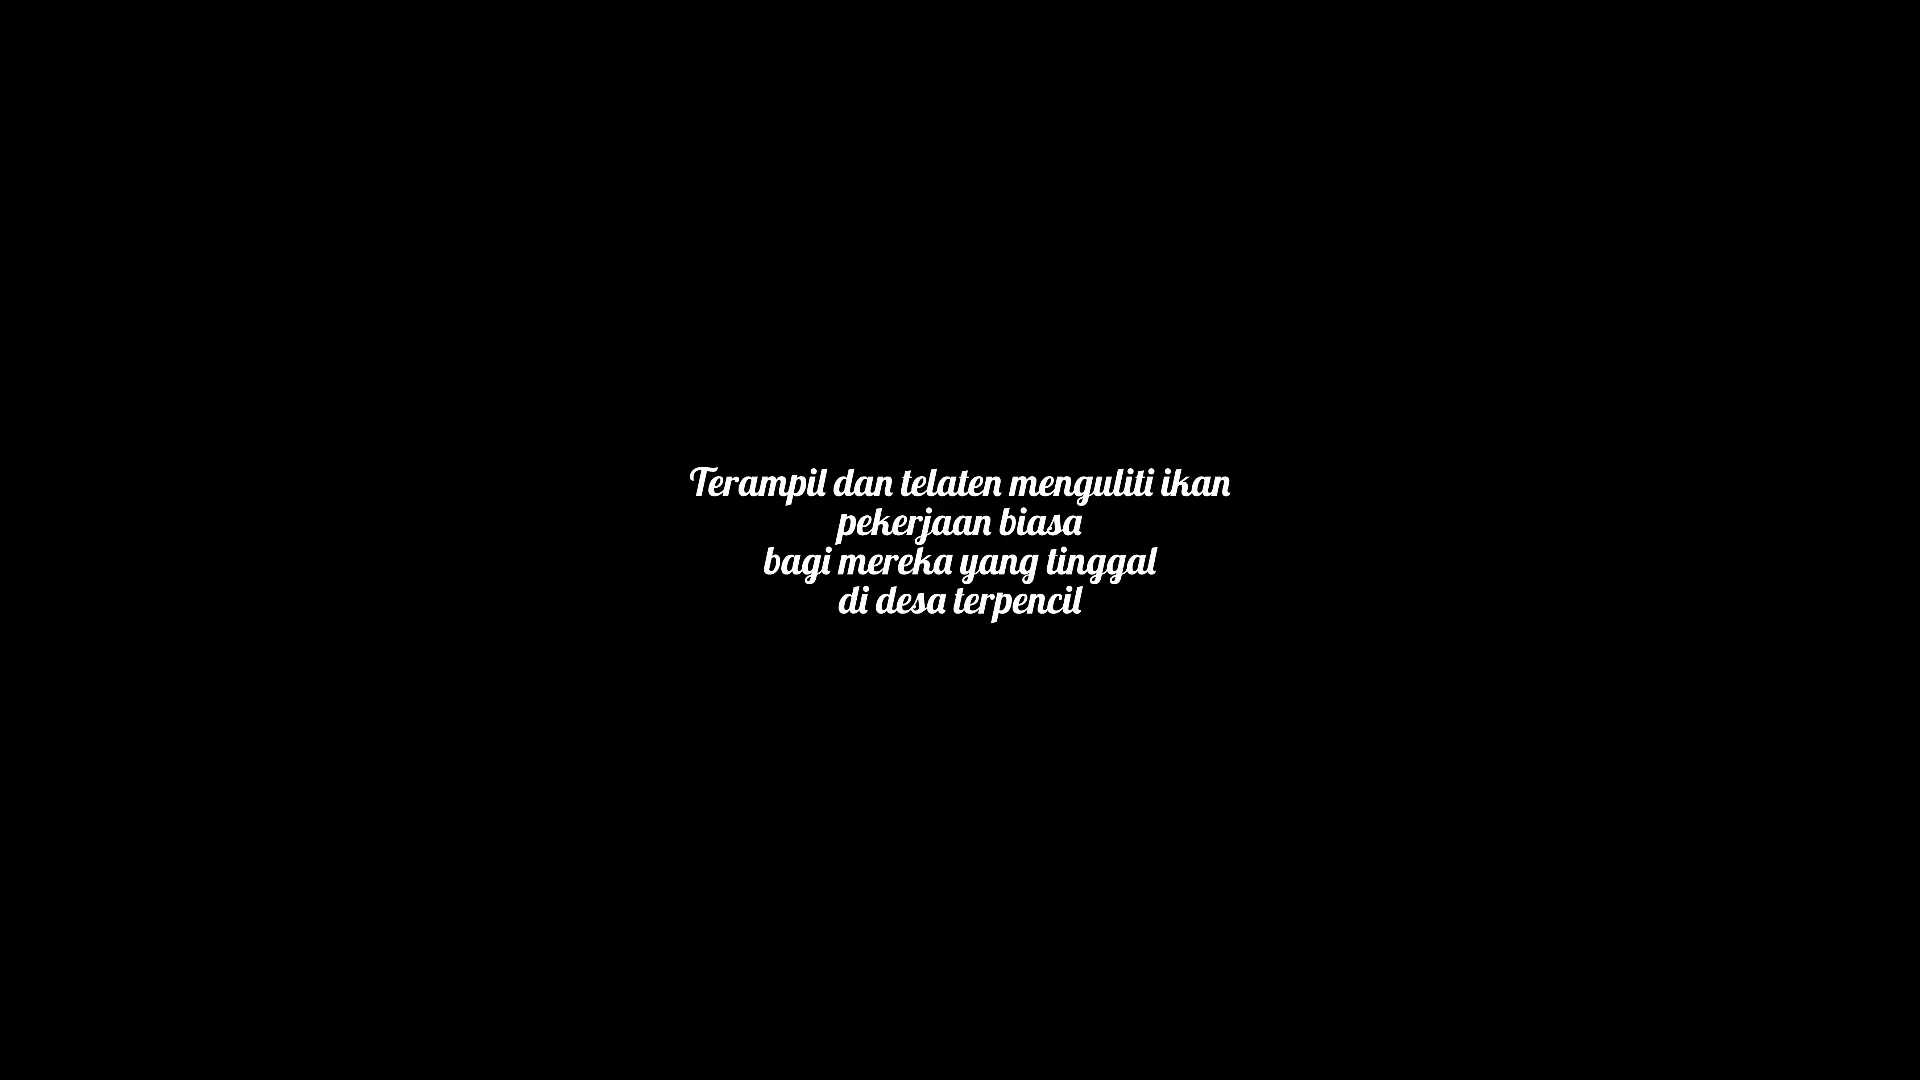 Terampil dan telaten menguliti ikan
pekerjaan biasa
bagi mereka yang tinggal
di desa terpencil